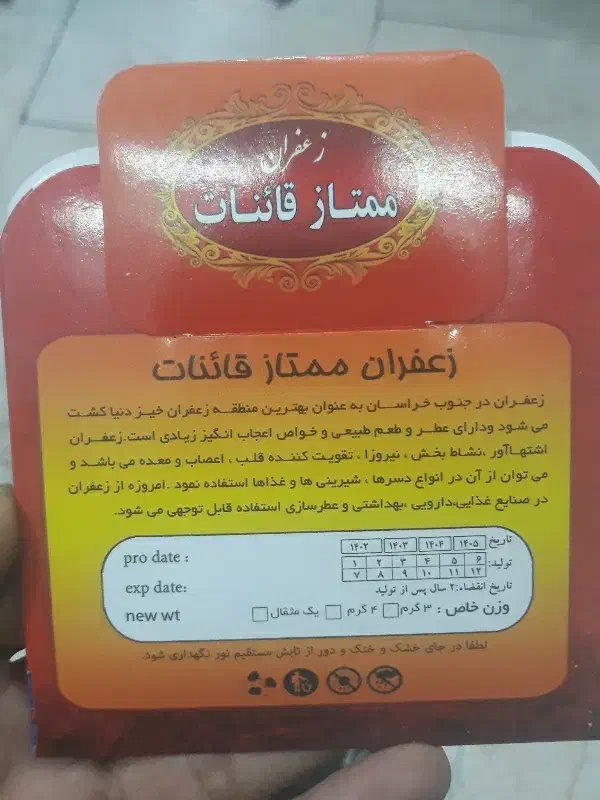 زعفران
ممتاز قائنات
زعفران ممتاز قائنات
زعفران در جنوب خراسان به عنوان بهترین منطقه زعفران خیز دنیا کشت
می شود ودارای عطر و طعم طبیعی و خواص اعجاب انگیز زیادی است.زعفران
اشتهاآور ،نشاط بخش ، نیروزا ، تقویت کننده قلب ، اعصاب و معده می باشد و
می توان از آن در انواع دسرها ، شیرینی ها و غذاها استفاده نمود .امروزه از زعفران
در صنایع غذایی،دارویی ،بهداشتی و عطرسازی استفاده قابل توجهی می شود.
pro date :
تاریخ تولید:
۱۴۰۲ ۱۴۰۳ ۱۴۰۴ ۱۴۰۵
۱ ۲ ۳ ۴ ۵ ۶
۷ ۸ ۹ ۱۰ ۱۱ ۱۲
exp date:
تاریخ انقضاء:۲ سال پس از تولید
new wt
وزن خاص : ۳ گرم ۴ گرم یک مثقال
لطفا در جای خشک و خنک و دور از تابش مستقیم نور نگهداری شود.